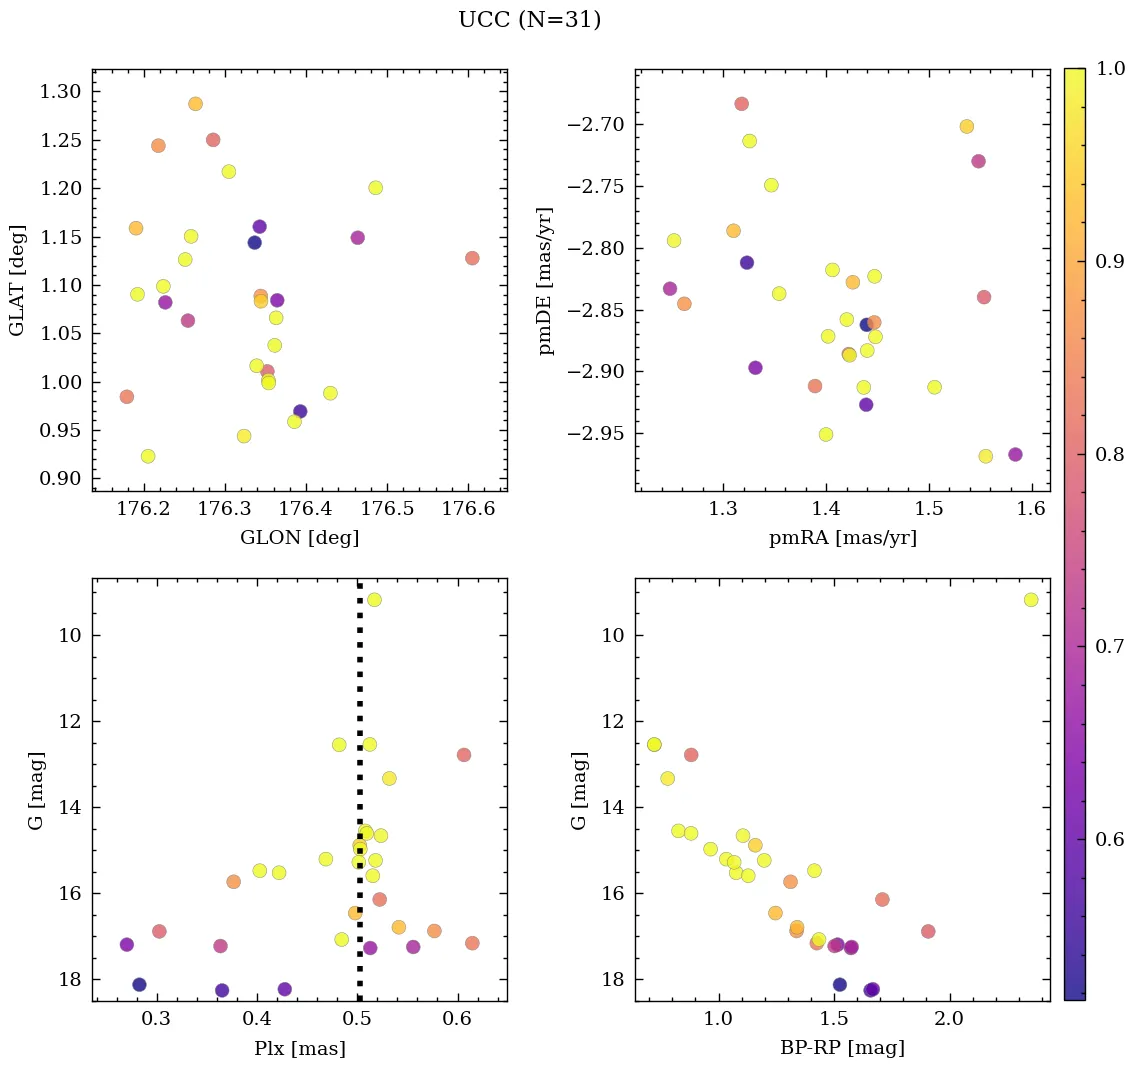 UCC (N=31)
1.30
1.25
1.20
1.15
1.10
1.05
1.00
0.95
0.90
GLAT [deg]
176.2 176.3 176.4 176.5 176.6
GLON [deg]
−2.70
−2.75
−2.80
−2.85
−2.90
−2.95
pmDE [mas/yr]
1.3 1.4 1.5 1.6
pmRA [mas/yr]
1.0
0.9
0.8
0.7
0.6
10
12
14
16
18
G [mag]
0.3 0.4 0.5 0.6
Plx [mas]
10
12
14
16
18
G [mag]
1.0 1.5 2.0
BP-RP [mag]